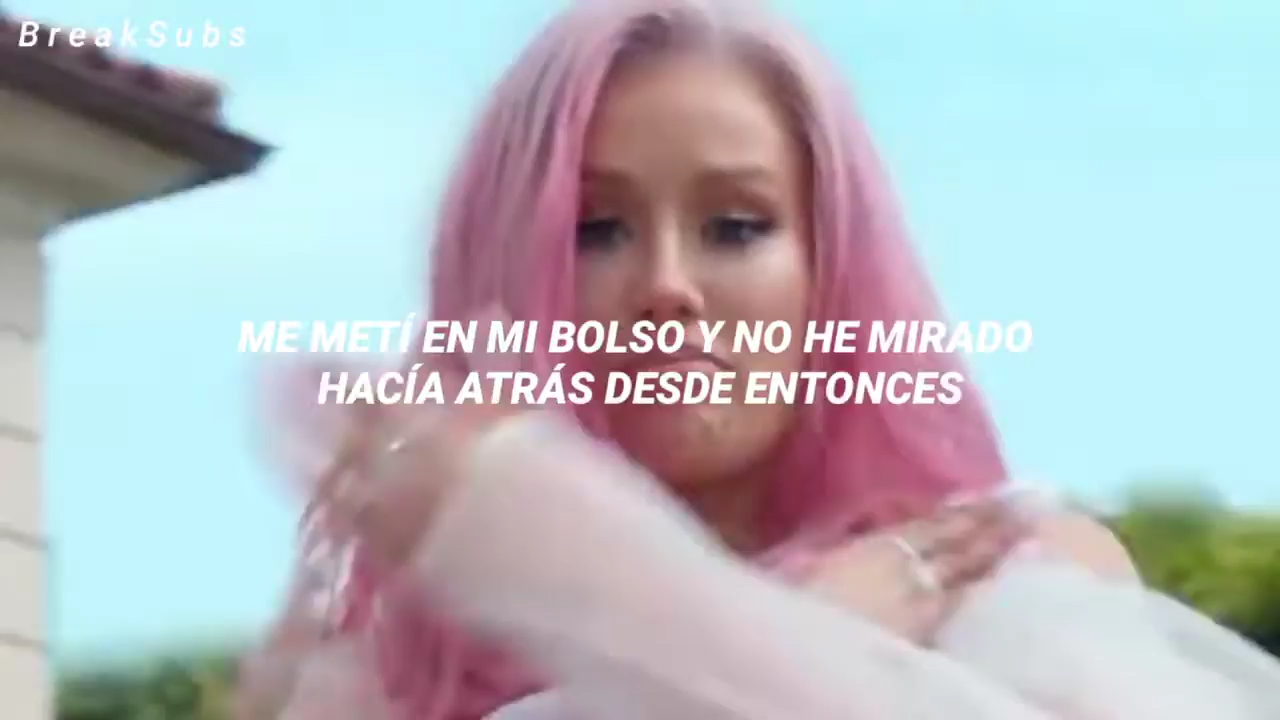 BreakSubs
ME METÍ EN MI BOLSO Y NO HE MIRADO
HACÍA ATRÁS DESDE ENTONCES